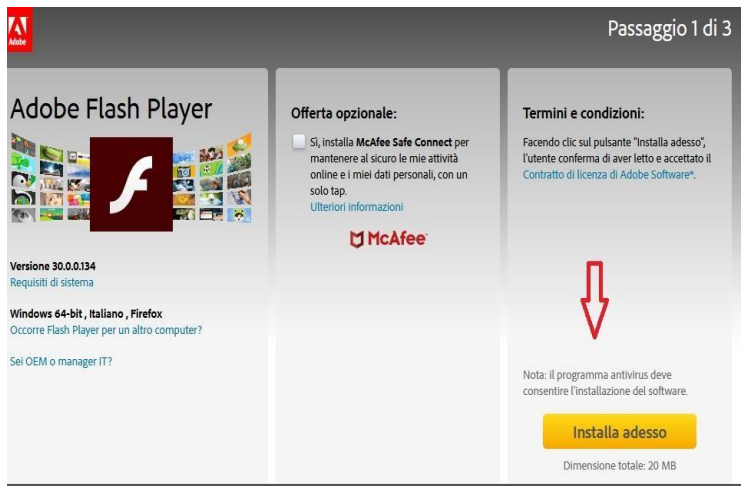 Adobe
Passaggio 1 di 3
Adobe Flash Player
Versione 30.0.0.134
Requisiti di sistema
Windows 64-bit , Italiano , Firefox
Occorre Flash Player per un altro computer?
Sei OEM o manager IT?
Offerta opzionale:
Sì, installa McAfee Safe Connect per
mantenere al sicuro le mie attività
online e i miei dati personali, con un
solo tap.
Ulteriori informazioni
McAfee
Termini e condizioni:
Facendo clic sul pulsante "Installa adesso",
l'utente conferma di aver letto e accettato il
Contratto di licenza di Adobe Software*.
Nota: il programma antivirus deve
consentire l'installazione del software.
Installa adesso
Dimensione totale: 20 MB